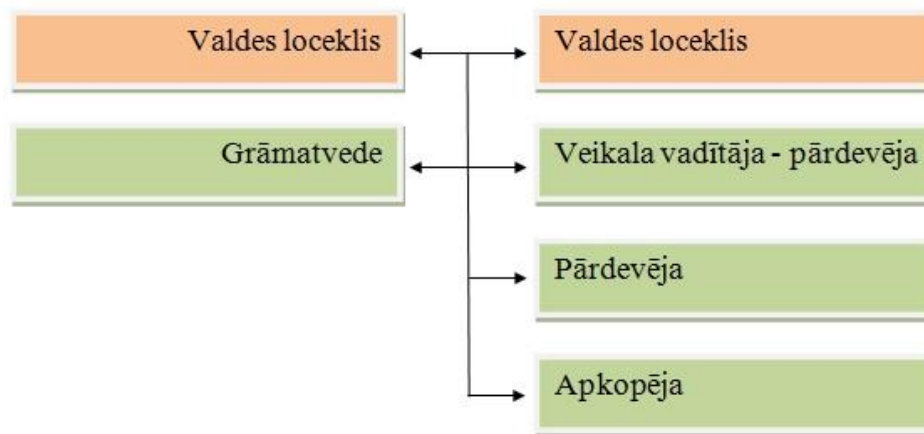 Valdes loceklis
Valdes loceklis
Grāmatvede
Veikala vadītāja - pārdevēja
Pārdevēja
Apkopēja